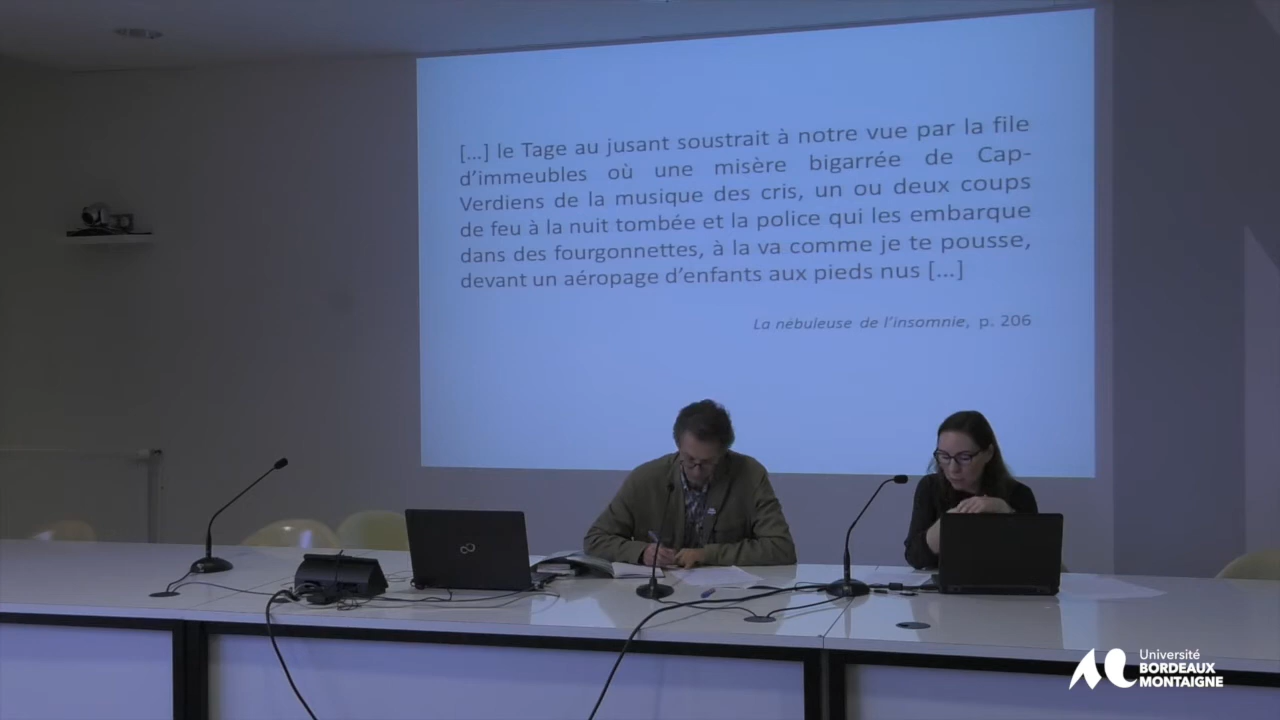 [...] le Tage au jusant soustrait à notre vue par la file
d'immeubles où une misère bigarrée de Cap-
Verdiens de la musique des cris, un ou deux coups
de feu à la nuit tombée et la police qui les embarque
dans des fourgonnettes, à la va comme je te pousse,
devant un aéropage d'enfants aux pieds nus [...]
La nébuleuse de l'insomnie, p. 206
Université
BORDEAUX
MONTAIGNE